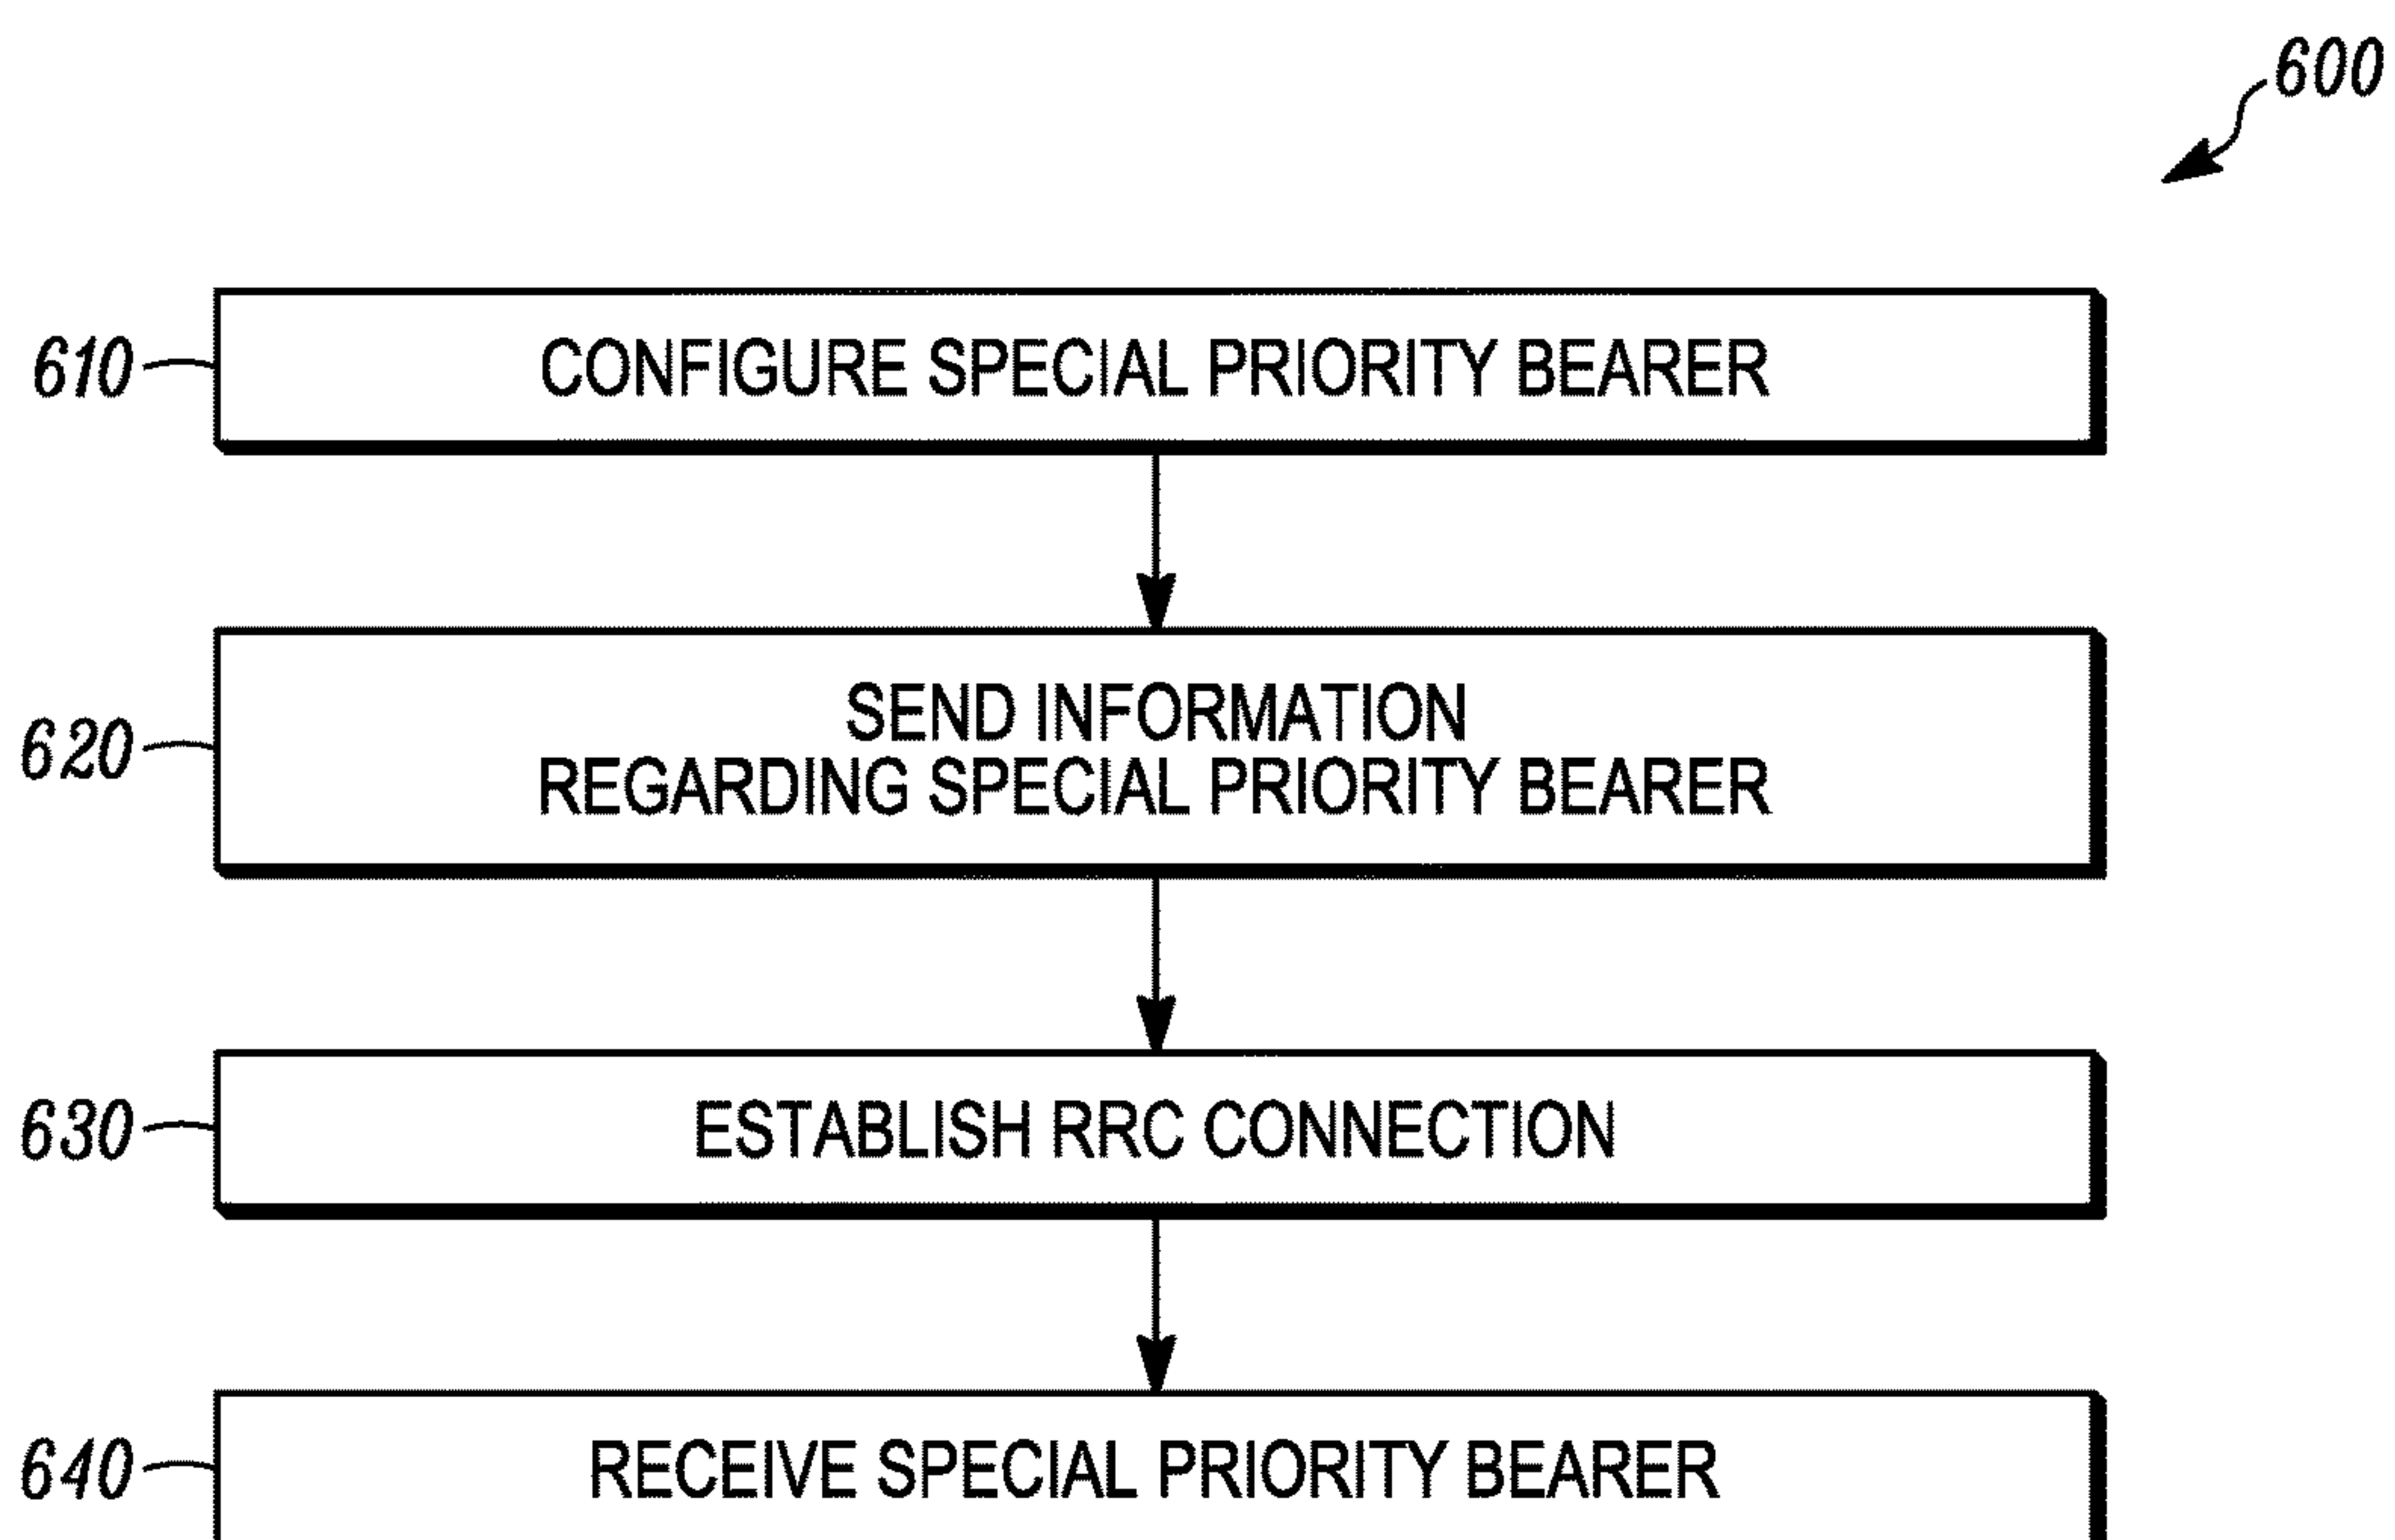 600
610
CONFIGURE SPECIAL PRIORITY BEARER
620
SEND INFORMATION
REGARDING SPECIAL PRIORITY BEARER
630
ESTABLISH RRC CONNECTION
640
RECEIVE SPECIAL PRIORITY BEARER